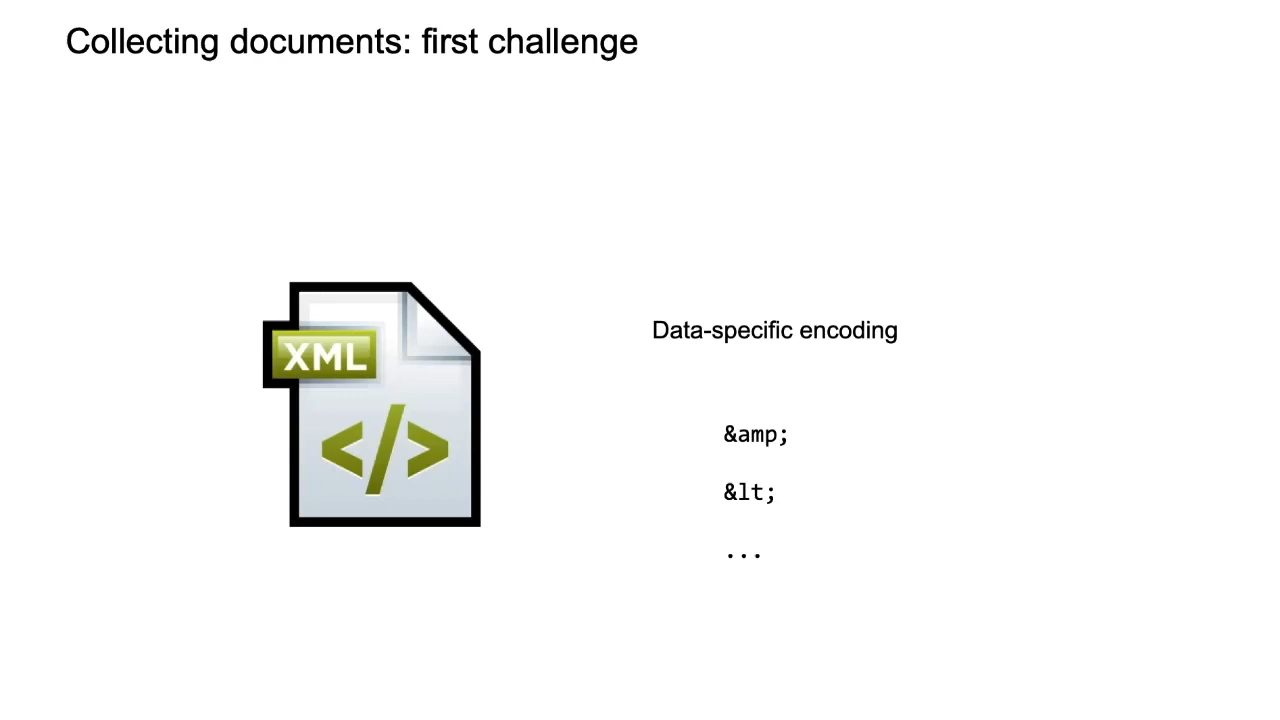 Collecting documents: first challenge
XML
</>
Data-specific encoding
&amp;
&lt;
...